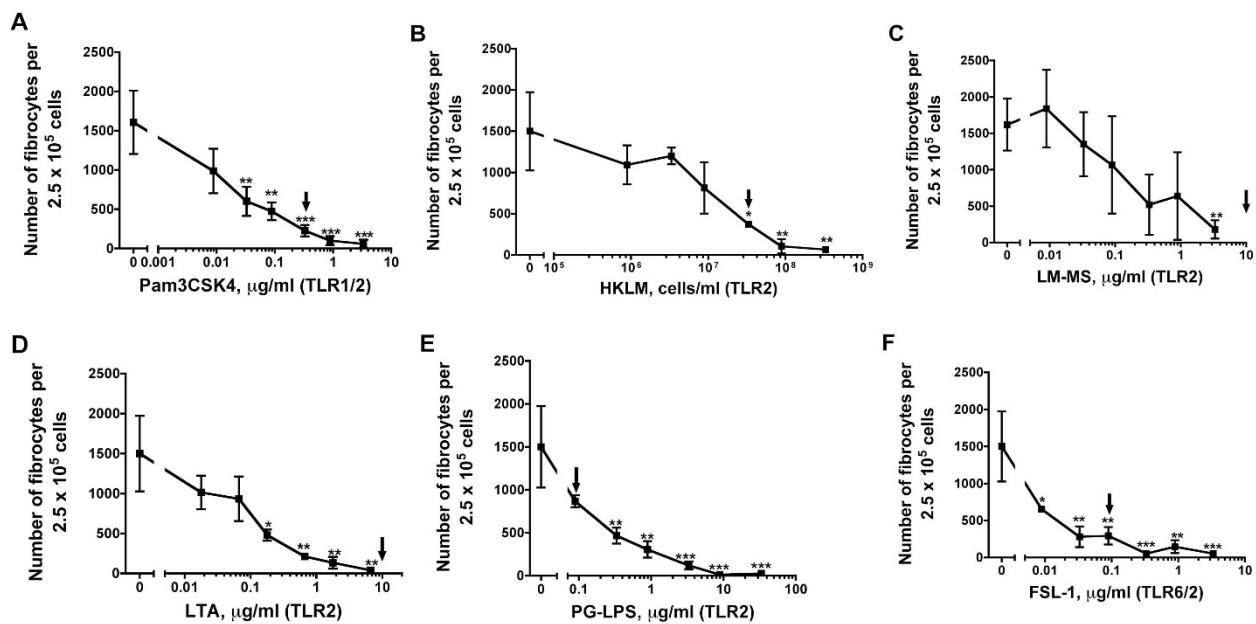 A
Number of fibrocytes per
2.5 x 10⁵ cells
2500
2000
1500
1000
500
0
**
**
***
***
***
0 0.001 0.01 0.1 1 10
Pam3CSK4, μg/ml (TLR1/2)
B
Number of fibrocytes per
2.5 x 10⁵ cells
2500
2000
1500
1000
500
0
*
**
**
0 10⁵ 10⁶ 10⁷ 10⁸ 10⁹
HKLM, cells/ml (TLR2)
C
Number of fibrocytes per
2.5 x 10⁵ cells
2500
2000
1500
1000
500
0
**
0 0.01 0.1 1 10
LM-MS, μg/ml (TLR2)
D
Number of fibrocytes per
2.5 x 10⁵ cells
2500
2000
1500
1000
500
0
*
**
**
**
0 0.01 0.1 1 10
LTA, μg/ml (TLR2)
E
Number of fibrocytes per
2.5 x 10⁵ cells
2500
2000
1500
1000
500
0
**
**
***
***
***
0 0.1 1 10 100
PG-LPS, μg/ml (TLR2)
F
Number of fibrocytes per
2.5 x 10⁵ cells
2500
2000
1500
1000
500
0
*
**
**
***
**
***
0 0.01 0.1 1 10
FSL-1, μg/ml (TLR6/2)